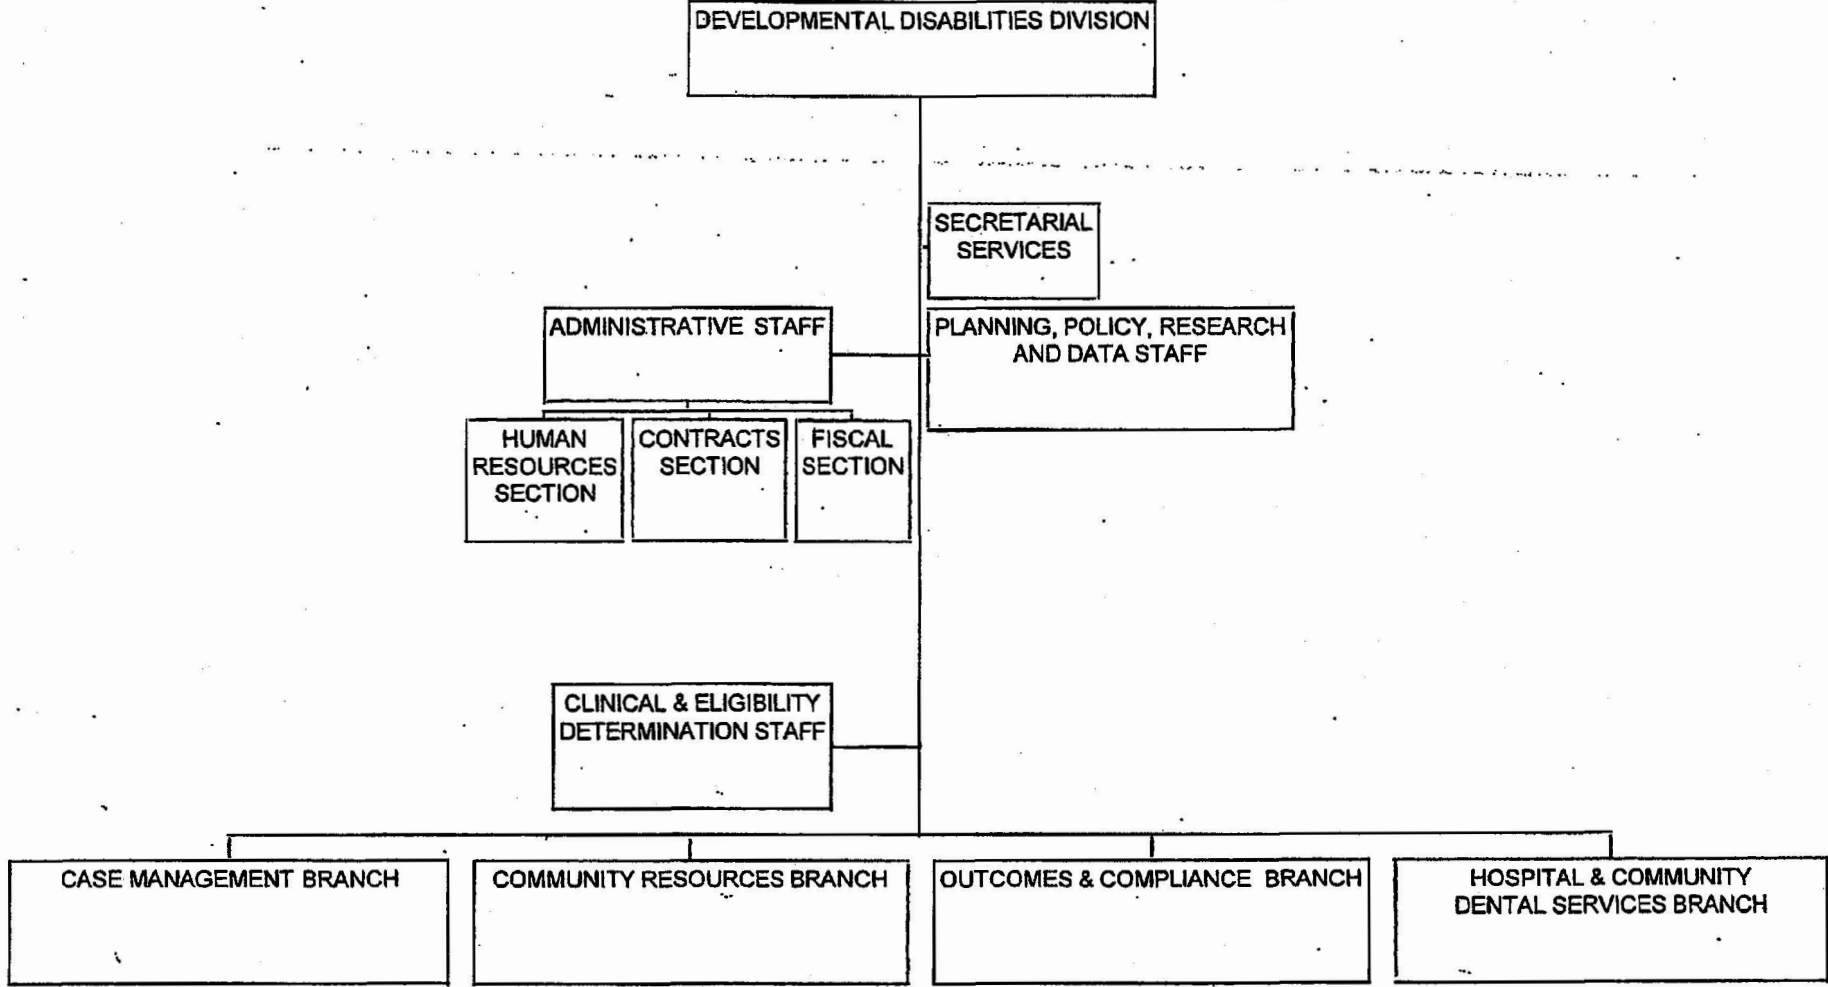 DEVELOPMENTAL DISABILITIES DIVISION
SECRETARIAL
SERVICES
ADMINISTRATIVE STAFF
PLANNING, POLICY, RESEARCH
AND DATA STAFF
HUMAN
RESOURCES
SECTION
CONTRACTS
SECTION
FISCAL
SECTION
CLINICAL & ELIGIBILITY
DETERMINATION STAFF
CASE MANAGEMENT BRANCH
COMMUNITY RESOURCES BRANCH
OUTCOMES & COMPLIANCE BRANCH
HOSPITAL & COMMUNITY
DENTAL SERVICES BRANCH